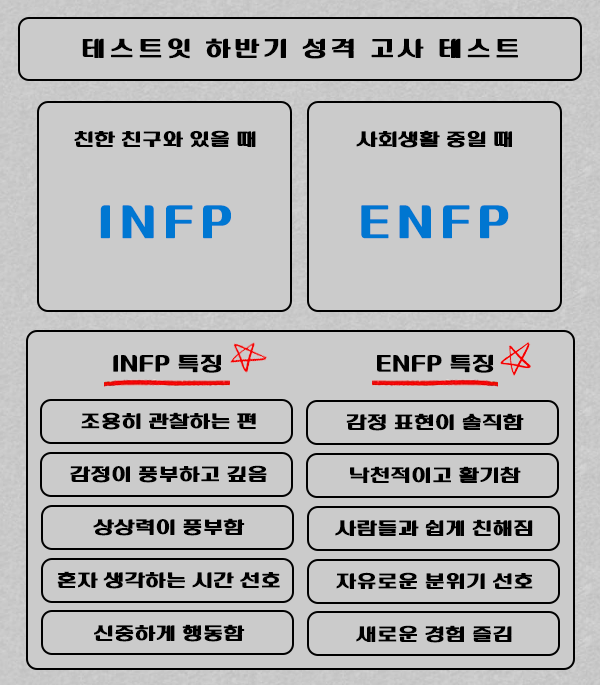 테스트잇 하반기 성격 고사 테스트
친한 친구와 있을 때
INFP
사회생활 중일 때
ENFP
INFP 특징
조용히 관찰하는 편
감정이 풍부하고 깊음
상상력이 풍부함
혼자 생각하는 시간 선호
신중하게 행동함
ENFP 특징
감정 표현이 솔직함
낙천적이고 활기참
사람들과 쉽게 친해짐
자유로운 분위기 선호
새로운 경험 즐김